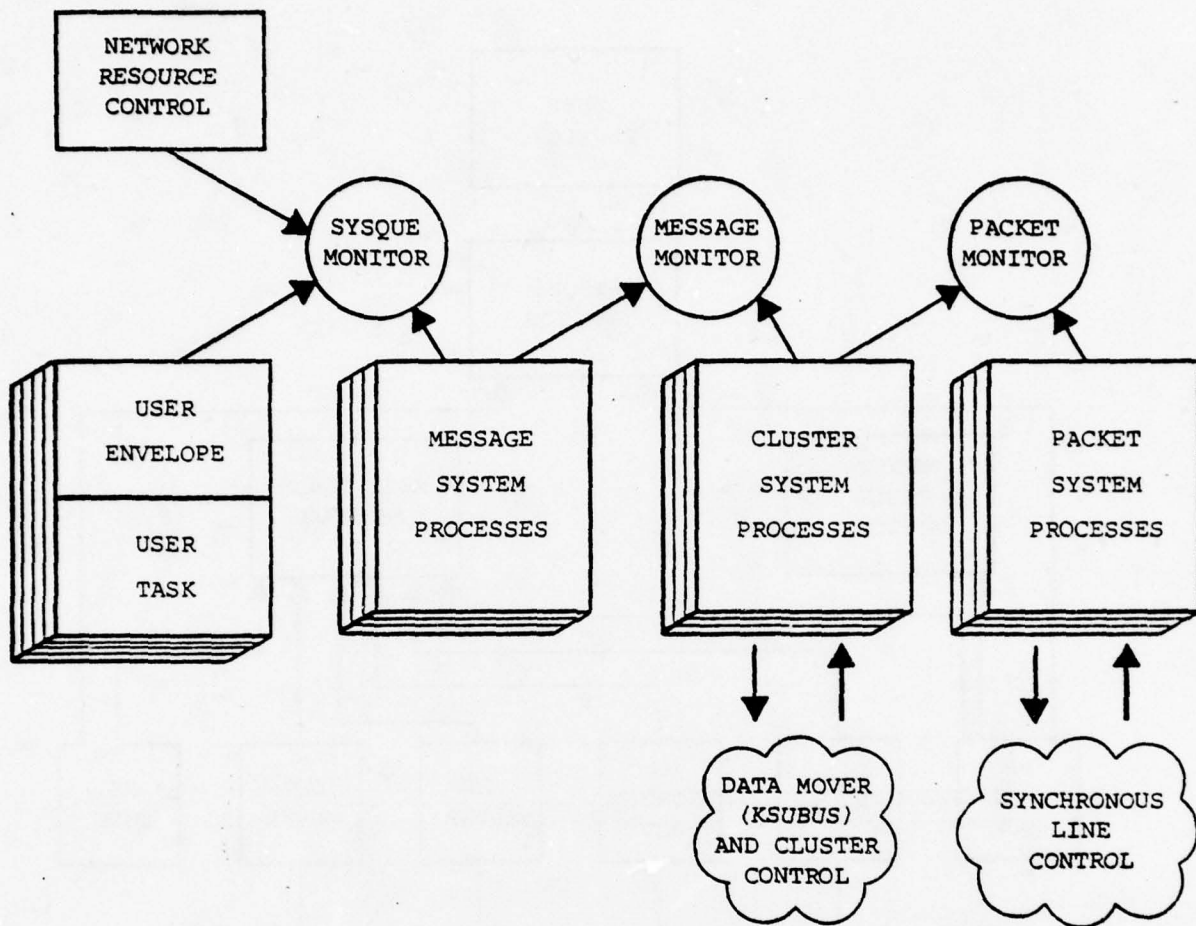 NETWORK
RESOURCE
CONTROL
SYSQUE
MONITOR
MESSAGE
MONITOR
PACKET
MONITOR
USER
ENVELOPE
USER
TASK
MESSAGE
SYSTEM
PROCESSES
CLUSTER
SYSTEM
PROCESSES
PACKET
SYSTEM
PROCESSES
DATA MOVER
(KSUBUS)
AND CLUSTER
CONTROL
SYNCHRONOUS
LINE
CONTROL